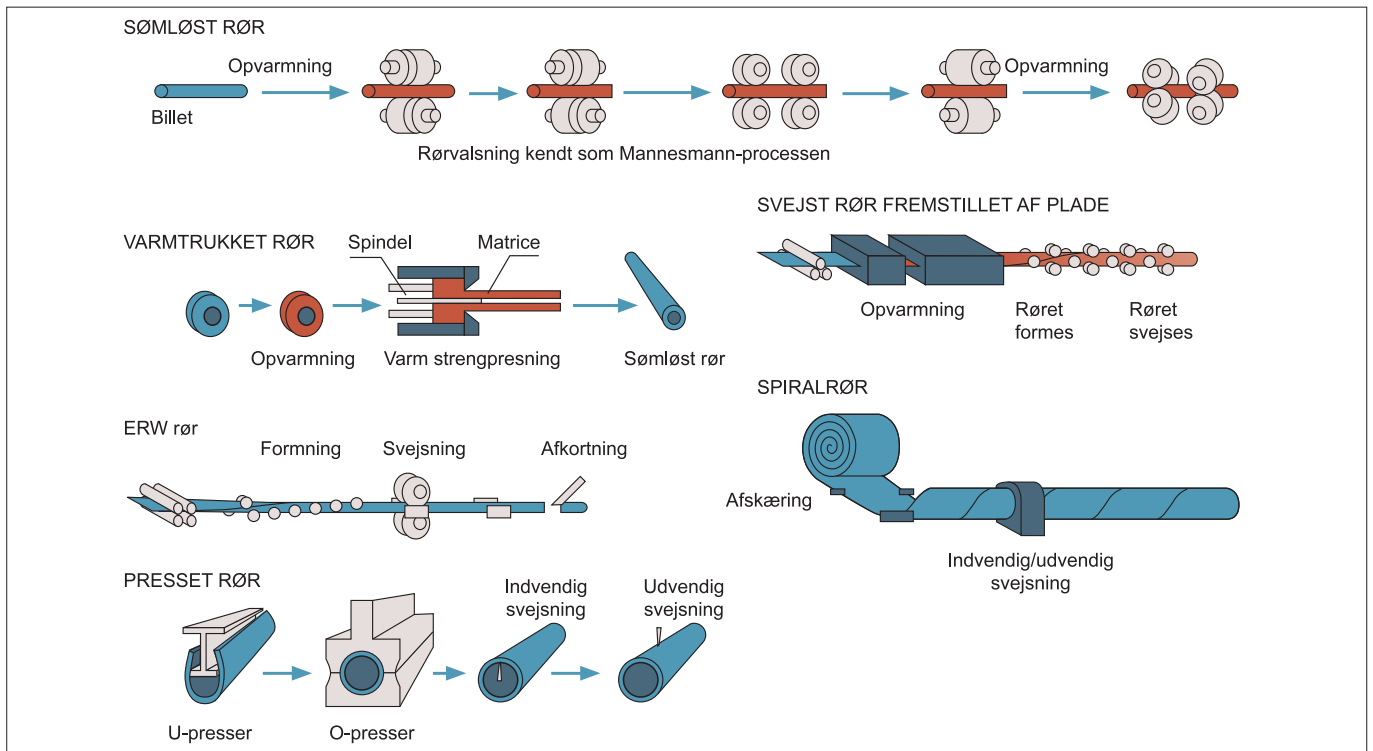 SØMLØST RØR
Opvarmning
Opvarmning
Billet
Rørvalsning kendt som Mannesmann-processen
VARMTRUKKET RØR
Spindel
Matrice
Opvarmning
Varm strengpresning
Sømløst rør
SVEJST RØR FREMSTILLET AF PLADE
Opvarmning
Røret
formes
Røret
svejses
ERW rør
Formning
Svejsning
Afkortning
SPIRALRØR
Afskæring
Indvendig/udvendig
svejsning
PRESSET RØR
Indvendig
svejsning
Udvendig
svejsning
U-presser
O-presser